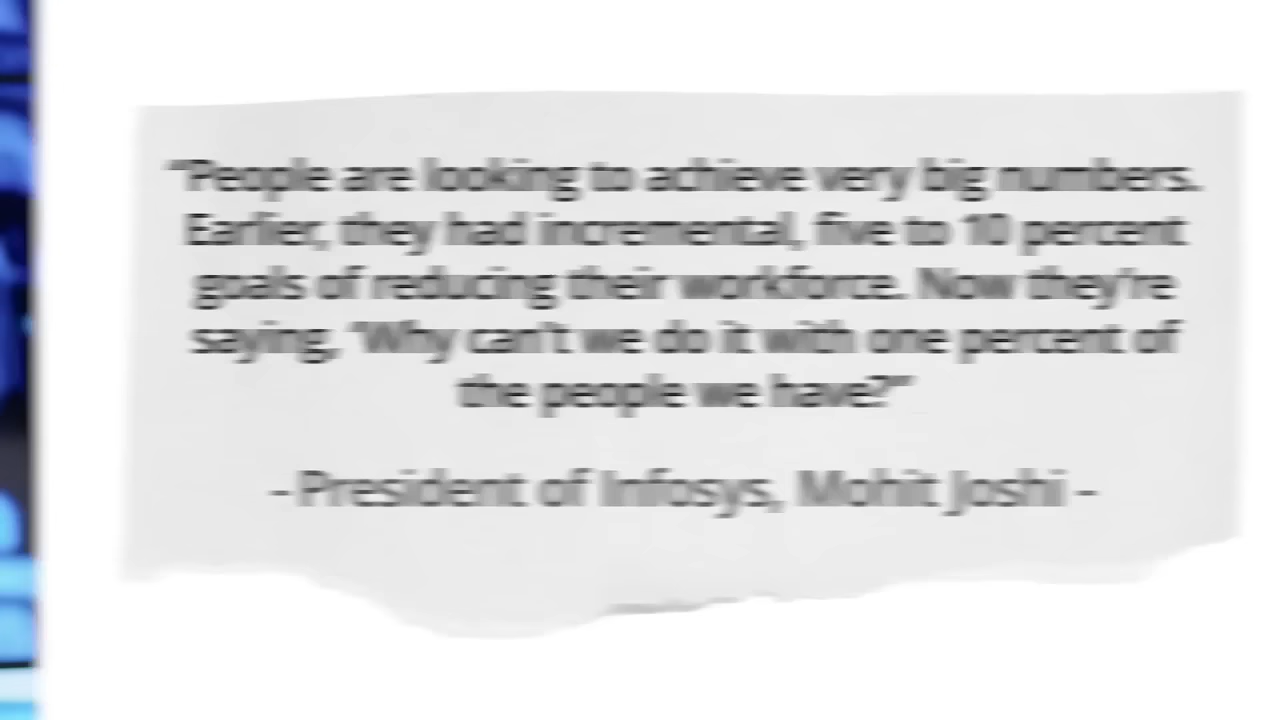 "People are looking to achieve very big numbers.
Earlier, they had incremental, five to 10 percent
goals of reducing their workforce. Now they're
saying, 'Why can't we do it with one percent of
the people we have?'"
- President of Infosys, Mohit Joshi -